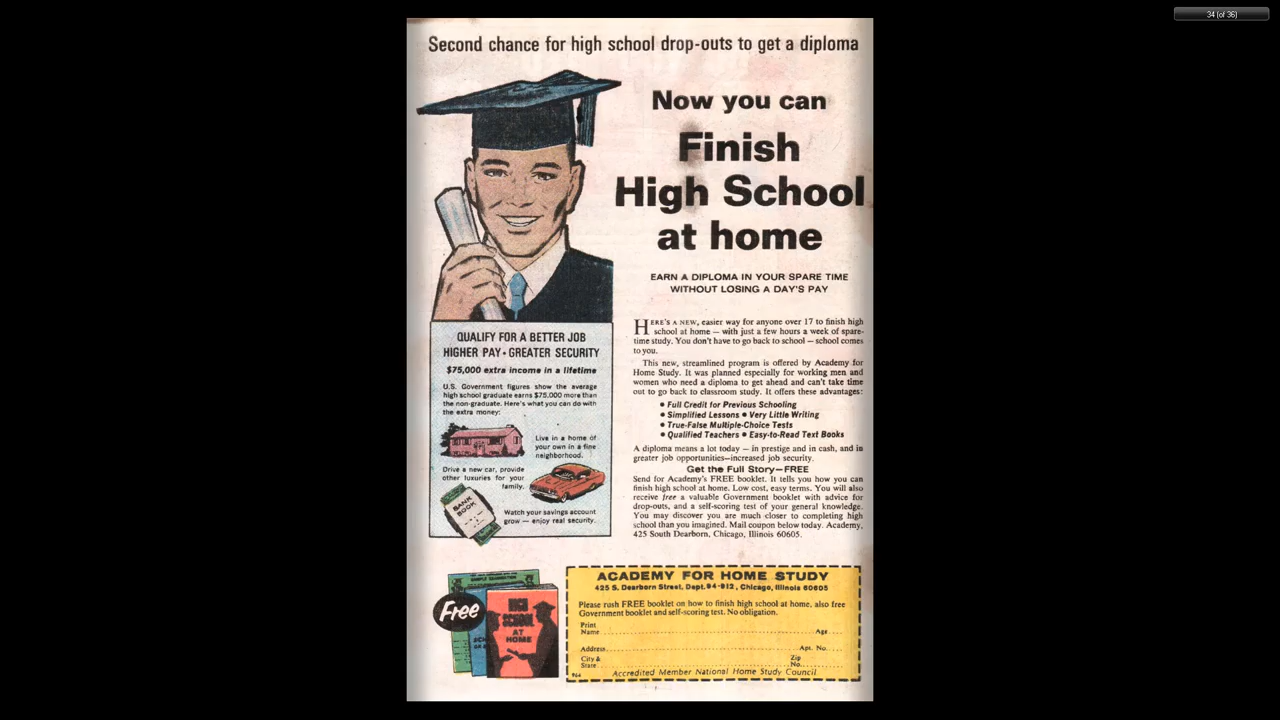 34 (of 36)
Second chance for high school drop-outs to get a diploma
Now you can
Finish
High School
at home
EARN A DIPLOMA IN YOUR SPARE TIME
WITHOUT LOSING A DAY'S PAY
HERE'S A NEW, easier way for anyone over 17 to finish high
school at home — with just a few hours a week of spare-
time study. You don't have to go back to school — school comes
to you.
This new, streamlined program is offered by Academy for
Home Study. It was planned especially for working men and
women who need a diploma to get ahead and can't take time
out to go back to classroom study. It offers these advantages:
• Full Credit for Previous Schooling
• Simplified Lessons • Very Little Writing
• True-False Multiple-Choice Tests
• Qualified Teachers • Easy-to-Read Text Books
A diploma means a lot today — in prestige and in cash, and in
greater job opportunities—increased job security.
Get the Full Story—FREE
Send for Academy's FREE booklet. It tells you how you can
finish high school at home. Low cost, easy terms. You will also
receive free a valuable Government booklet with advice for
drop-outs, and a self-scoring test of your general knowledge.
You may discover you are much closer to completing high
school than you imagined. Mail coupon below today. Academy,
425 South Dearborn, Chicago, Illinois 60605.
QUALIFY FOR A BETTER JOB
HIGHER PAY • GREATER SECURITY
$75,000 extra income in a lifetime
U.S. Government figures show the average
high school graduate earns $75,000 more than
the non-graduate. Here's what you can do with
the extra money:
Live in a home of
your own in a fine
neighborhood.
Drive a new car, provide
other luxuries for your
family.
BANK
BOOK
Watch your savings account
grow — enjoy real security.
Free
SAMPLE EXAMINATION
HIGH
SCHOOL
AT
HOME
ACADEMY FOR HOME STUDY
425 S. Dearborn Street, Dept. 94-912, Chicago, Illinois 60605
Please rush FREE booklet on how to finish high school at home, also free
Government booklet and self-scoring test. No obligation.
Print
Name Age
Address Apt. No.
City & Zip
State No.
964 Accredited Member National Home Study Council